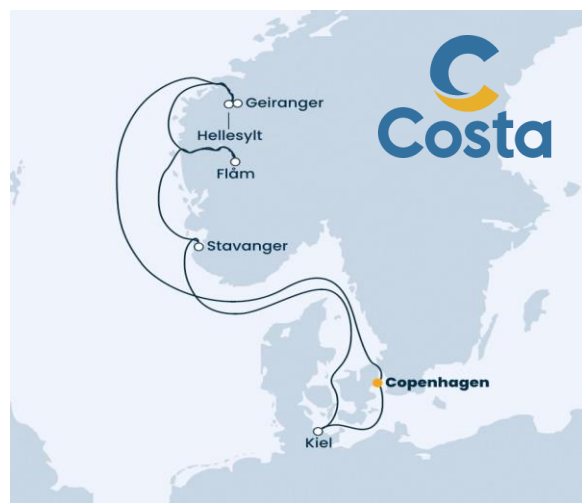 Geiranger
Costa
Hellesylt
Flåm
Stavanger
Copenhagen
Kiel